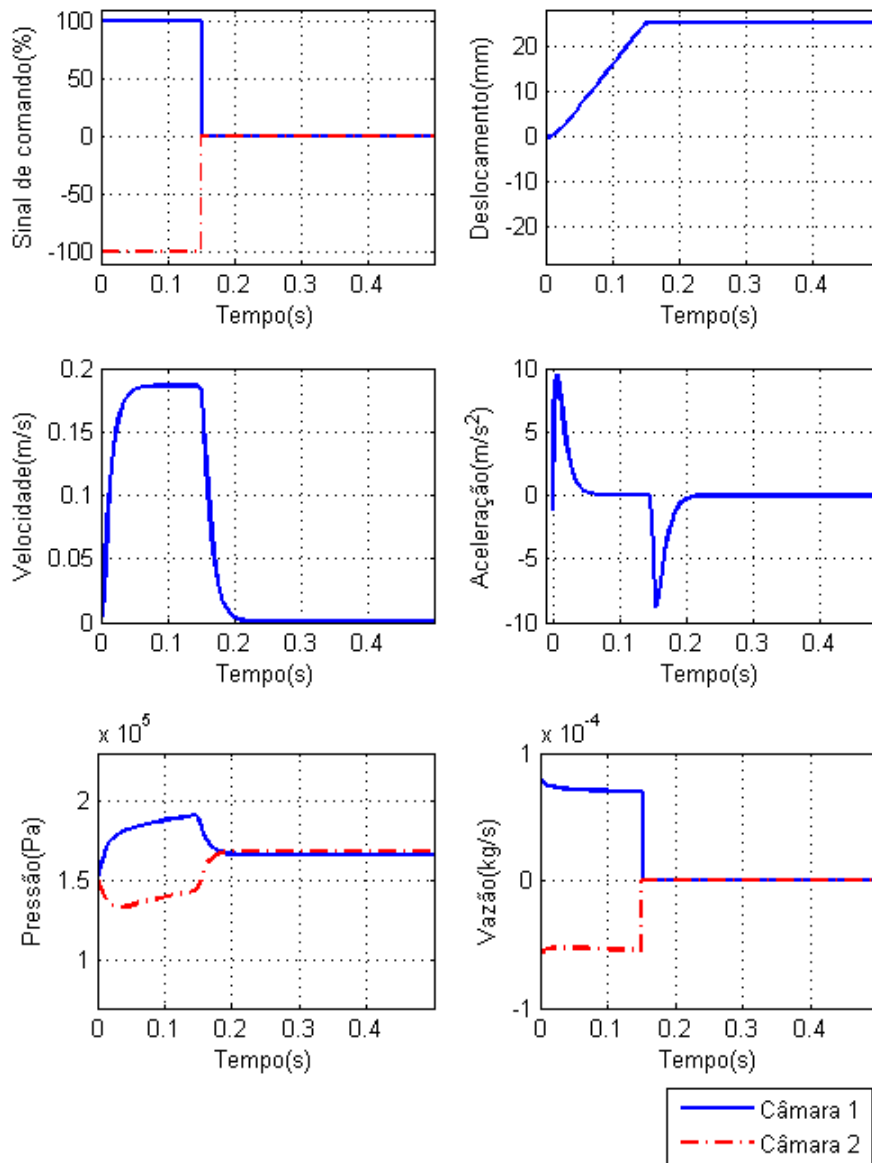 Sinal de comando(%)
100
50
0
-50
-100
0 0.1 0.2 0.3 0.4
Tempo(s)
Deslocamento(mm)
20
10
0
-10
-20
0 0.1 0.2 0.3 0.4
Tempo(s)
Velocidade(m/s)
0.2
0.15
0.1
0.05
0
0 0.1 0.2 0.3 0.4
Tempo(s)
Aceleração(m/s²)
10
5
0
-5
-10
0 0.1 0.2 0.3 0.4
Tempo(s)
x 10⁵
Pressão(Pa)
2
1.5
1
0 0.1 0.2 0.3 0.4
Tempo(s)
x 10⁻⁴
Vazão(kg/s)
1
0
-1
0 0.1 0.2 0.3 0.4
Tempo(s)
Câmara 1
Câmara 2